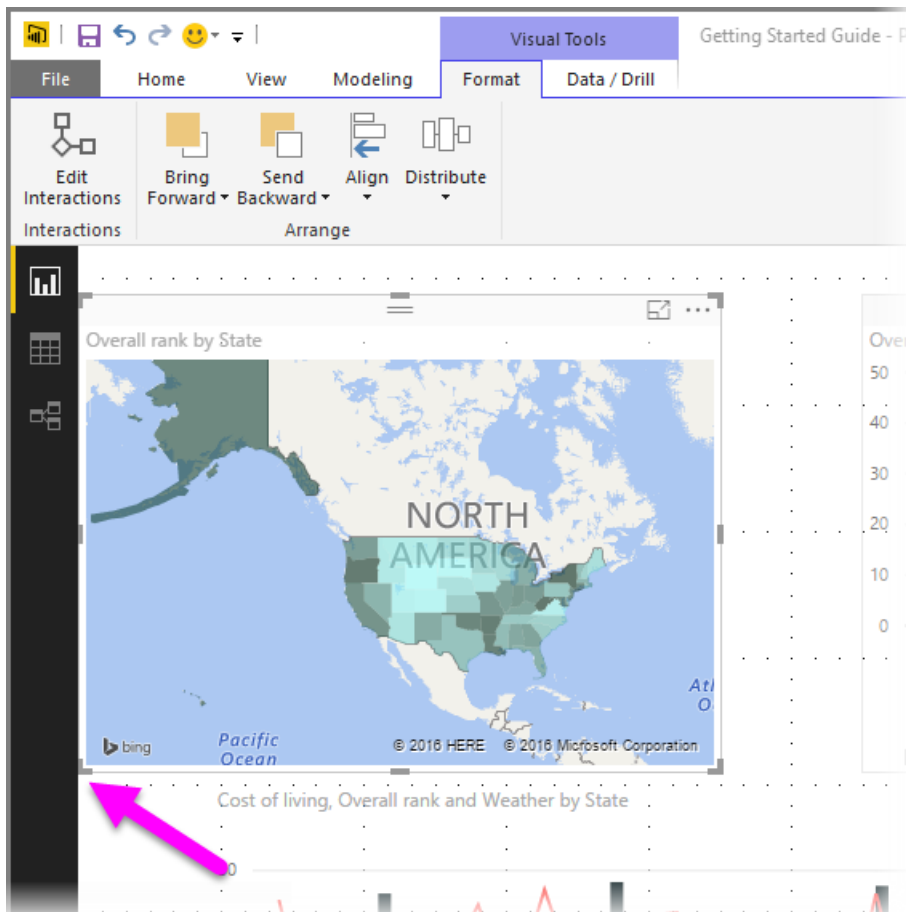 Visual Tools
Getting Started Guide - P
File Home View Modeling Format Data / Drill
Edit Interactions
Bring Forward
Send Backward
Align
Distribute
Interactions
Arrange
Overall rank by State
NORTH
AMERICA
Pacific
Ocean
Atl
O
bing
© 2016 HERE © 2016 Microsoft Corporation
Over
50
40
30
20
10
0
Cost of living, Overall rank and Weather by State
0